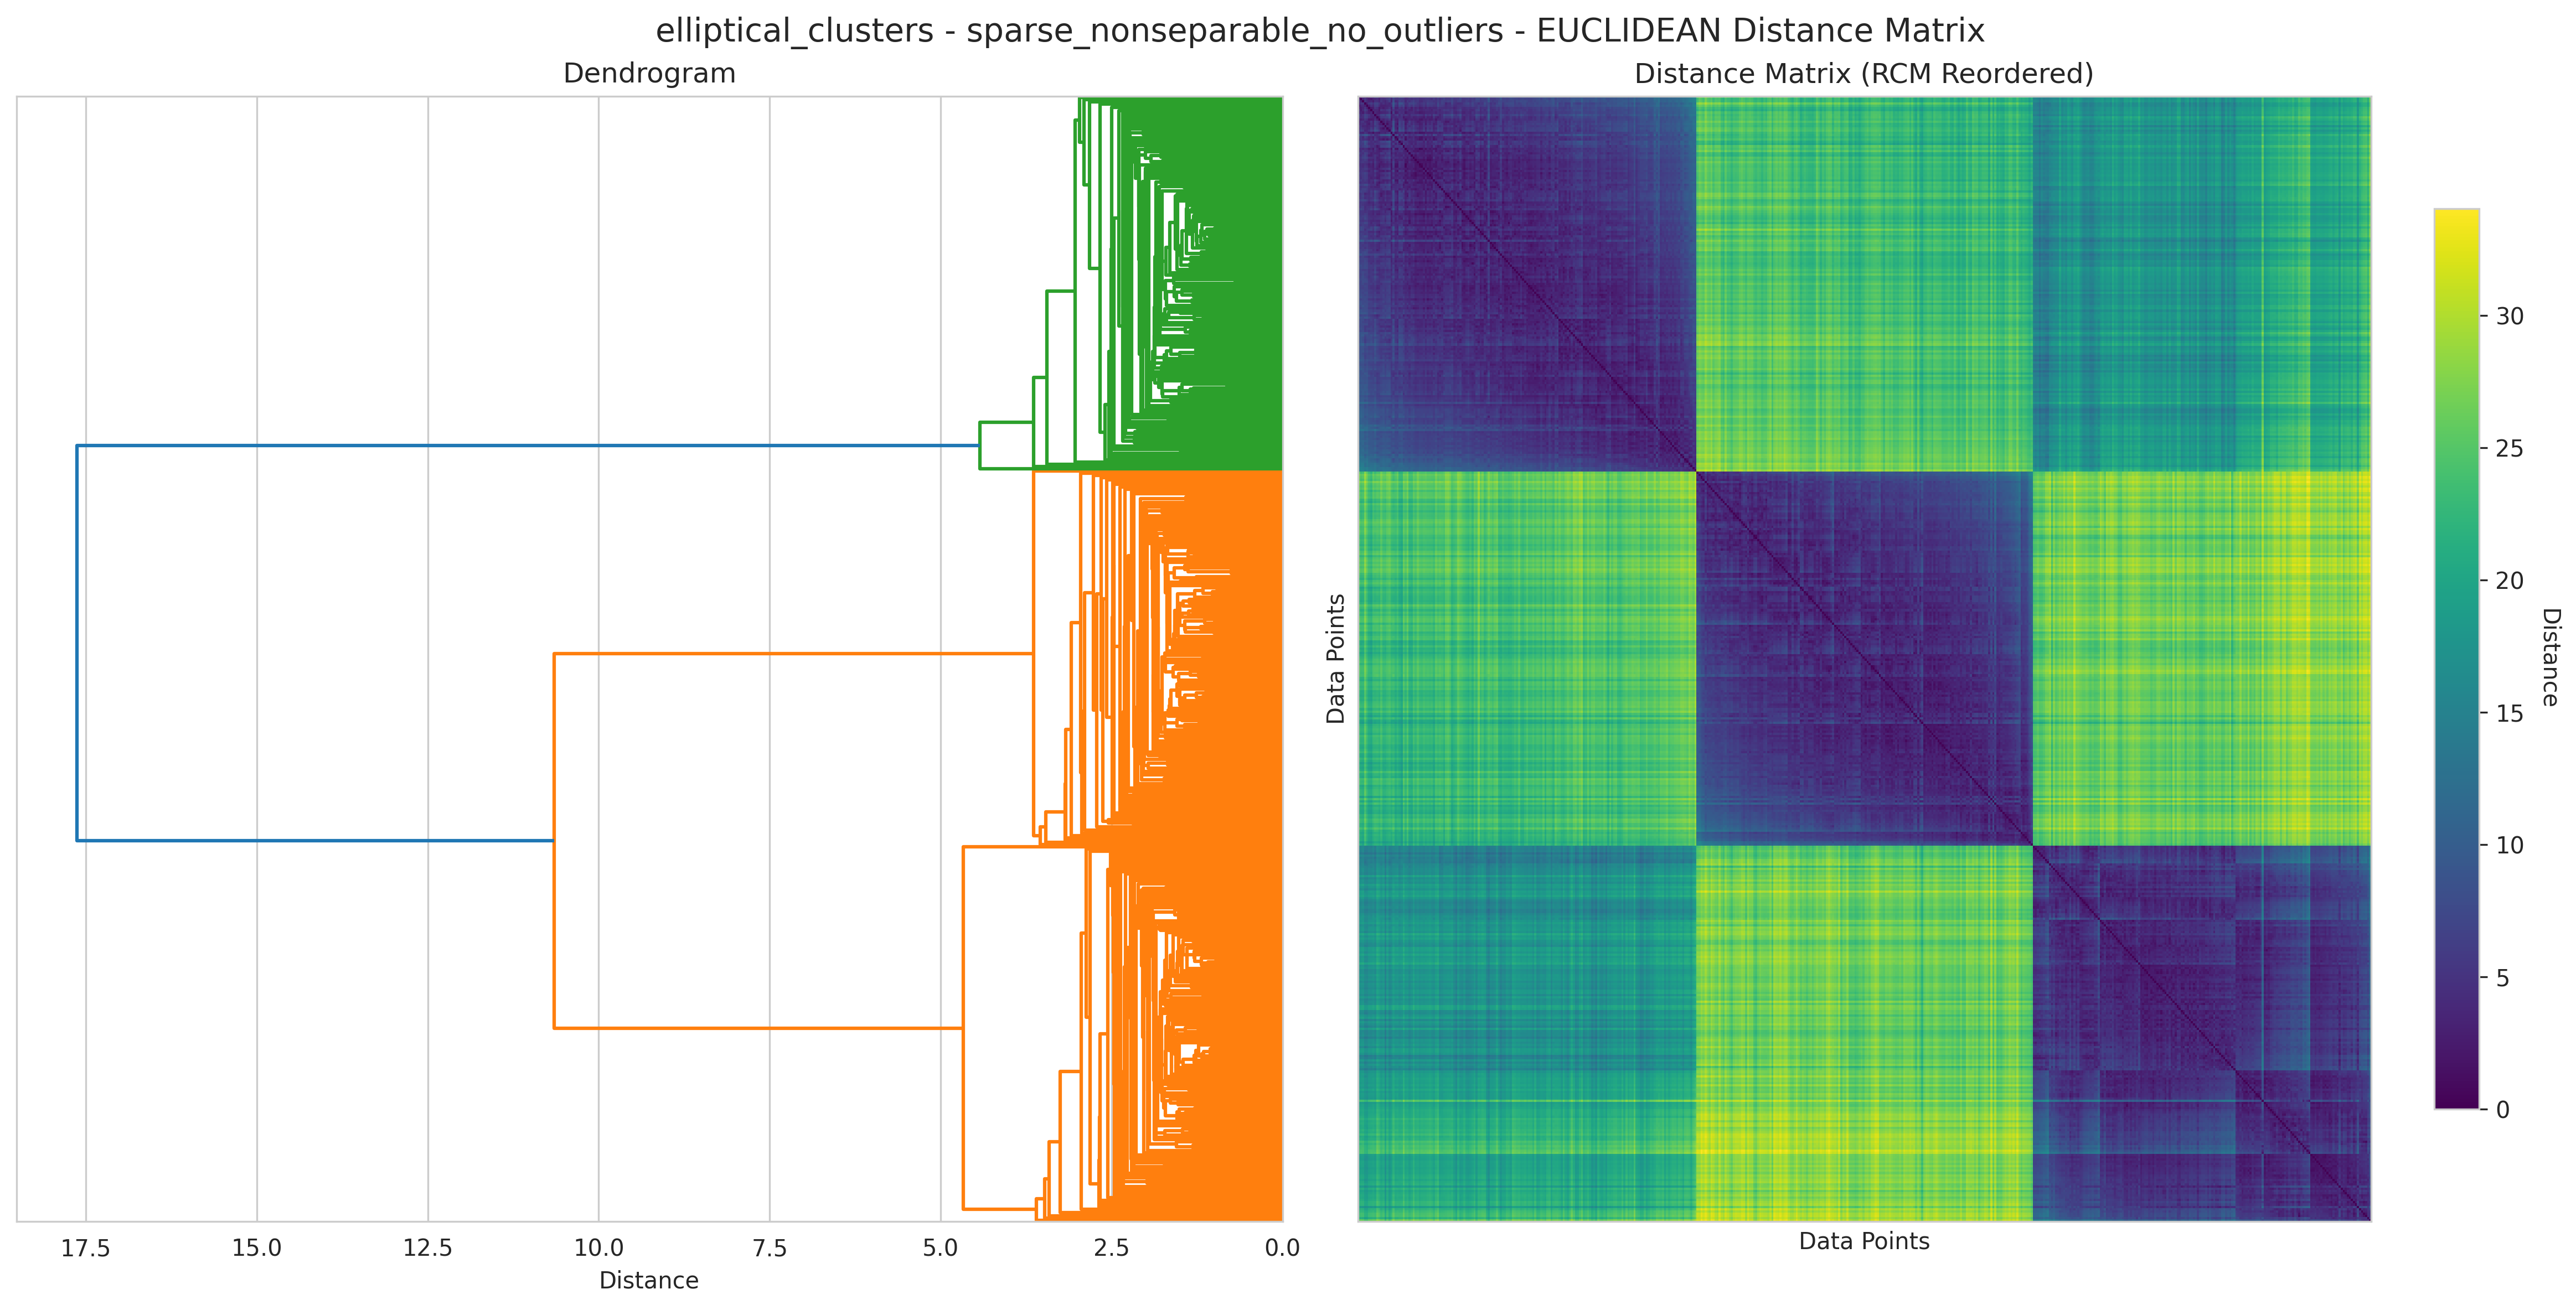 elliptical_clusters - sparse_nonseparable_no_outliers - EUCLIDEAN Distance Matrix
Dendrogram
17.5 15.0 12.5 10.0 7.5 5.0 2.5 0.0
Distance
Distance Matrix (RCM Reordered)
Data Points
Data Points
30
25
20
15
10
5
0
Distance